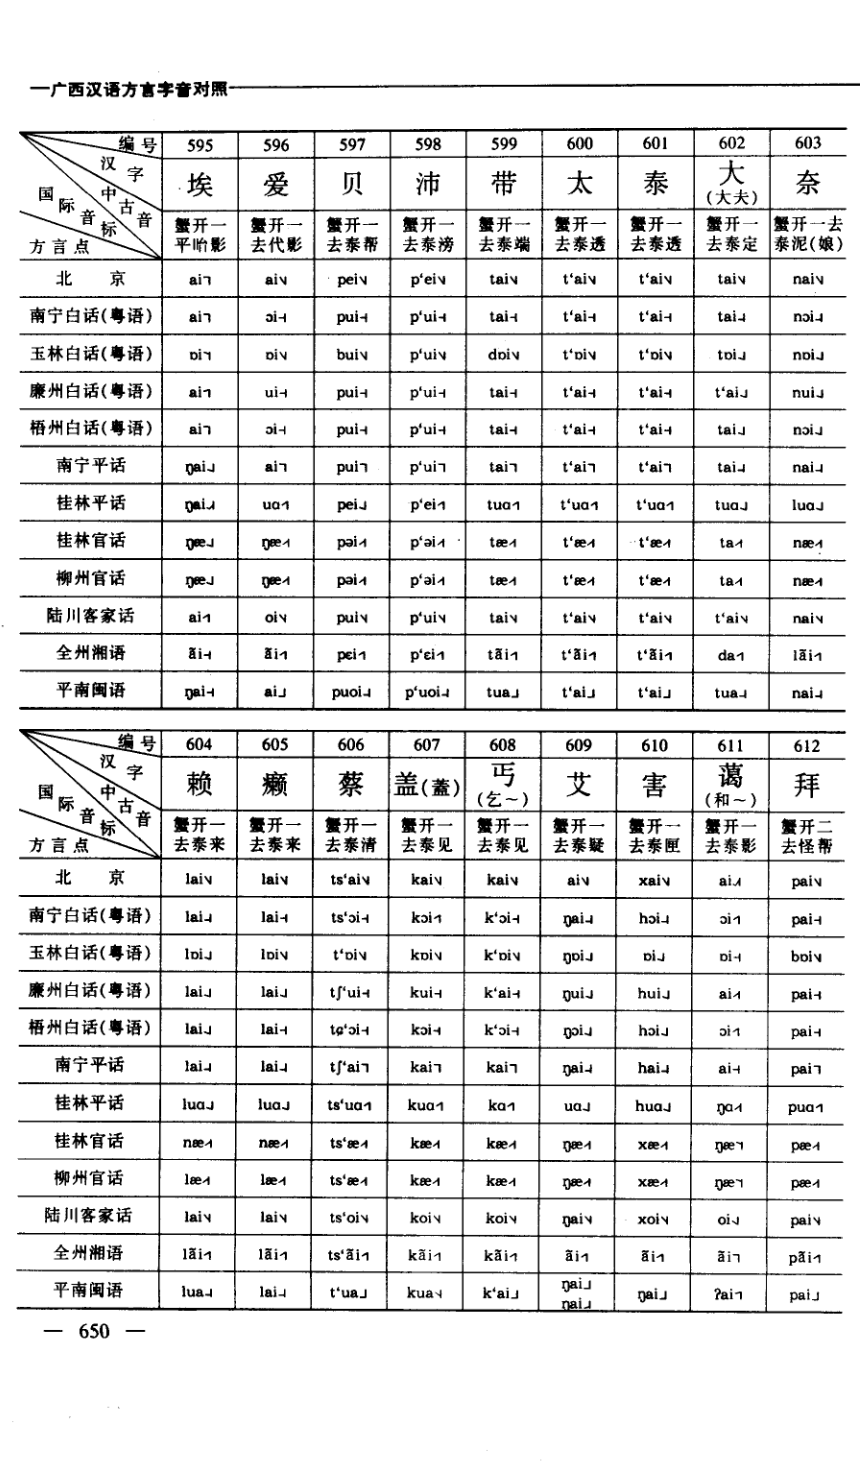 广西汉语方言字音对照
编号 595 596 597 598 599 600 601 602 603
汉字 埃 爱 贝 沛 带 太 泰 大(大夫) 奈
国际音标 中古音 方言点 蟹开一平咍影 蟹开一去代影 蟹开一去泰帮 蟹开一去泰滂 蟹开一去泰端 蟹开一去泰透 蟹开一去泰透 蟹开一去泰定 蟹开一去泰泥(娘)
北京 ai˥ ai˅ pei˅ p‘ei˅ tai˅ t‘ai˅ t‘ai˅ tai˅ nai˅
南宁白话(粤语) ai ɔi pui p‘ui tai t‘ai t‘ai tai nɔi
玉林白话(粤语) ɒi ɒi bui p‘ui dɒi t‘ɒi t‘ɒi tɒi nɒi
廉州白话(粤语) ai ui pui p‘ui tai t‘ai t‘ai t‘ai nui
梧州白话(粤语) ai ɔi pui p‘ui tai t‘ai t‘ai tai nɔi
南宁平话 ŋai ai pui p‘ui tai t‘ai t‘ai tai nai
桂林平话 ŋai uɑ pei p‘ei tuɑ t‘uɑ t‘uɑ tuɑ luɑ
桂林官话 ŋæ ŋæ pəi p‘əi tæ t‘æ t‘æ ta næ
柳州官话 ŋæ ŋæ pəi p‘əi tæ t‘æ t‘æ ta næ
陆川客家话 ai oi pui p‘ui tai t‘ai t‘ai t‘ai nai
全州湘语 ãi ãi pɛi p‘ɛi tãi t‘ãi t‘ãi da lãi
平南闽语 ŋai ai puoi p‘uoi tua t‘ai t‘ai tua nai
编号 604 605 606 607 608 609 610 611 612
汉字 赖 癞 蔡 盖(蓋) 丐(乞～) 艾 害 蔼(和～) 拜
国际音标 中古音 方言点 蟹开一去泰来 蟹开一去泰来 蟹开一去泰清 蟹开一去泰见 蟹开一去泰见 蟹开一去泰疑 蟹开一去泰匣 蟹开一去泰影 蟹开二去怪帮
北京 lai lai ts‘ai kai kai ai xai ai pai
南宁白话(粤语) lai lai ts‘ɔi kɔi k‘ɔi ŋai hɔi ɔi pai
玉林白话(粤语) lɒi lɒi t‘ɒi kɒi k‘ɒi ŋɒi ɒi ɒi bɒi
廉州白话(粤语) lai lai tʃ‘ui kui k‘ai ŋui hui ai pai
梧州白话(粤语) lai lai tɕ‘ɔi kɔi k‘ɔi ŋɔi hɔi ɔi pai
南宁平话 lai lai tʃ‘ai kai kai ŋai hai ai pai
桂林平话 luɑ luɑ ts‘uɑ kuɑ kɑ uɑ huɑ ŋɑ puɑ
桂林官话 næ næ ts‘æ kæ kæ ŋæ xæ ŋæ pæ
柳州官话 læ læ ts‘æ kæ kæ ŋæ xæ ŋæ pæ
陆川客家话 lai lai ts‘oi koi koi ŋai xoi oi pai
全州湘语 lãi lãi ts‘ãi kãi kãi ãi ãi ãi pãi
平南闽语 lua lai t‘ua kua k‘ai ŋai ŋai ŋai ʔai pai
— 650 —